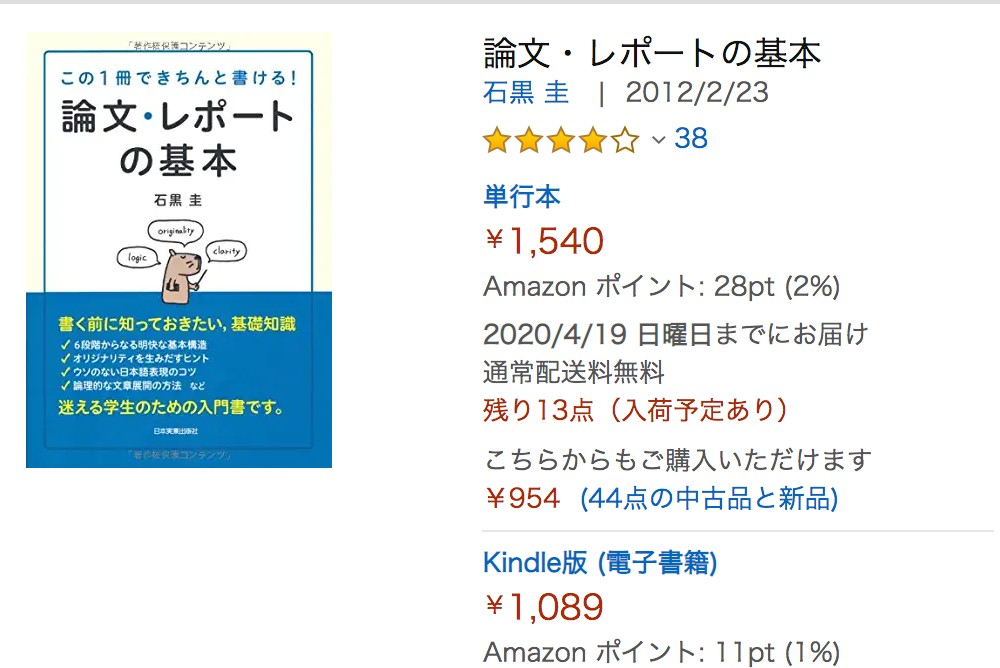 「著作権保護コンテンツ」
この1冊できちんと書ける!
論文・レポート
の基本
石黒 圭
originality
logic
clarity
書く前に知っておきたい,基礎知識
✓ 6段階からなる明快な基本構造
✓ オリジナリティを生みだすヒント
✓ ウソのない日本語表現のコツ
✓ 論理的な文章展開の方法 など
迷える学生のための入門書です。
日本実業出版社
「著作権保護コンテンツ」
論文・レポートの基本
石黒 圭 | 2012/2/23
38
単行本
¥1,540
Amazon ポイント: 28pt (2%)
2020/4/19 日曜日までにお届け
通常配送料無料
残り13点（入荷予定あり）
こちらからもご購入いただけます
¥954 (44点の中古品と新品)
Kindle版 (電子書籍)
¥1,089
Amazon ポイント: 11pt (1%)